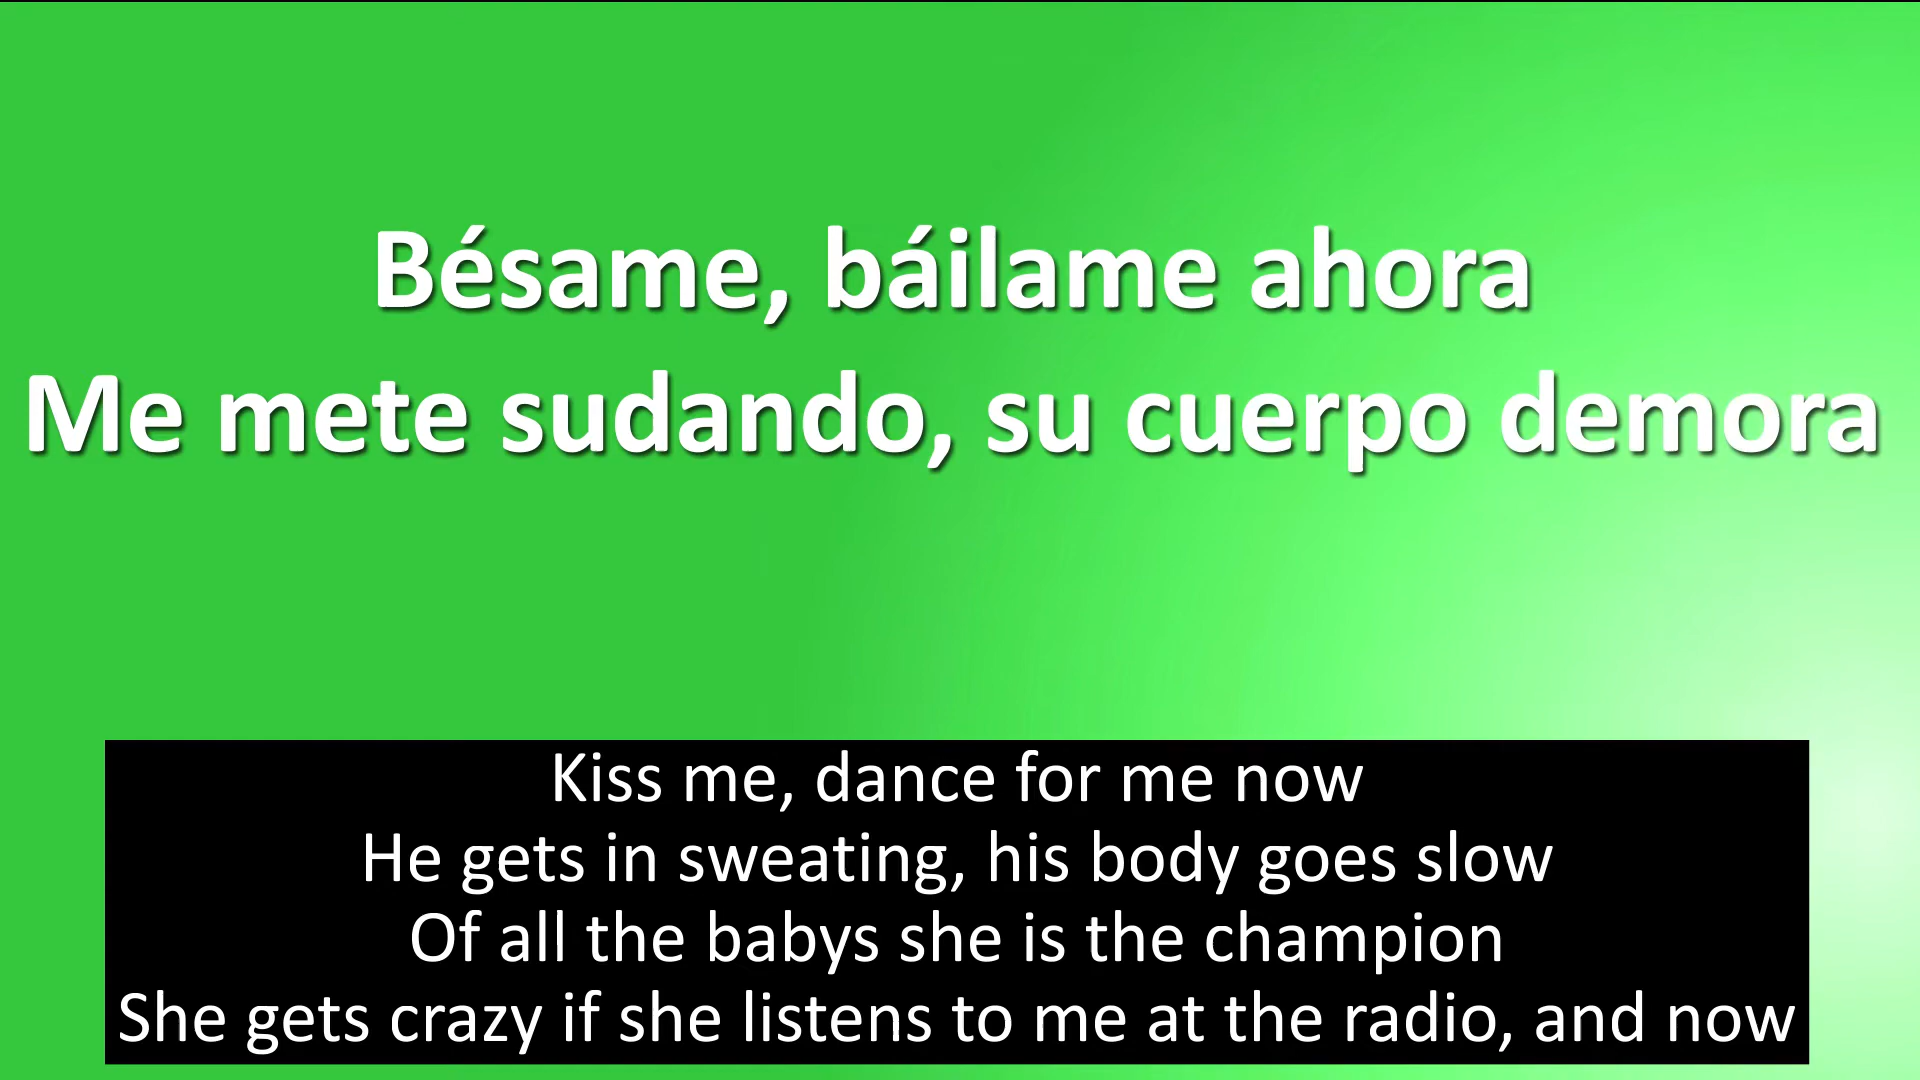 Bésame, báilame ahora
Me mete sudando, su cuerpo demora
Kiss me, dance for me now
He gets in sweating, his body goes slow
Of all the babys she is the champion
She gets crazy if she listens to me at the radio, and now